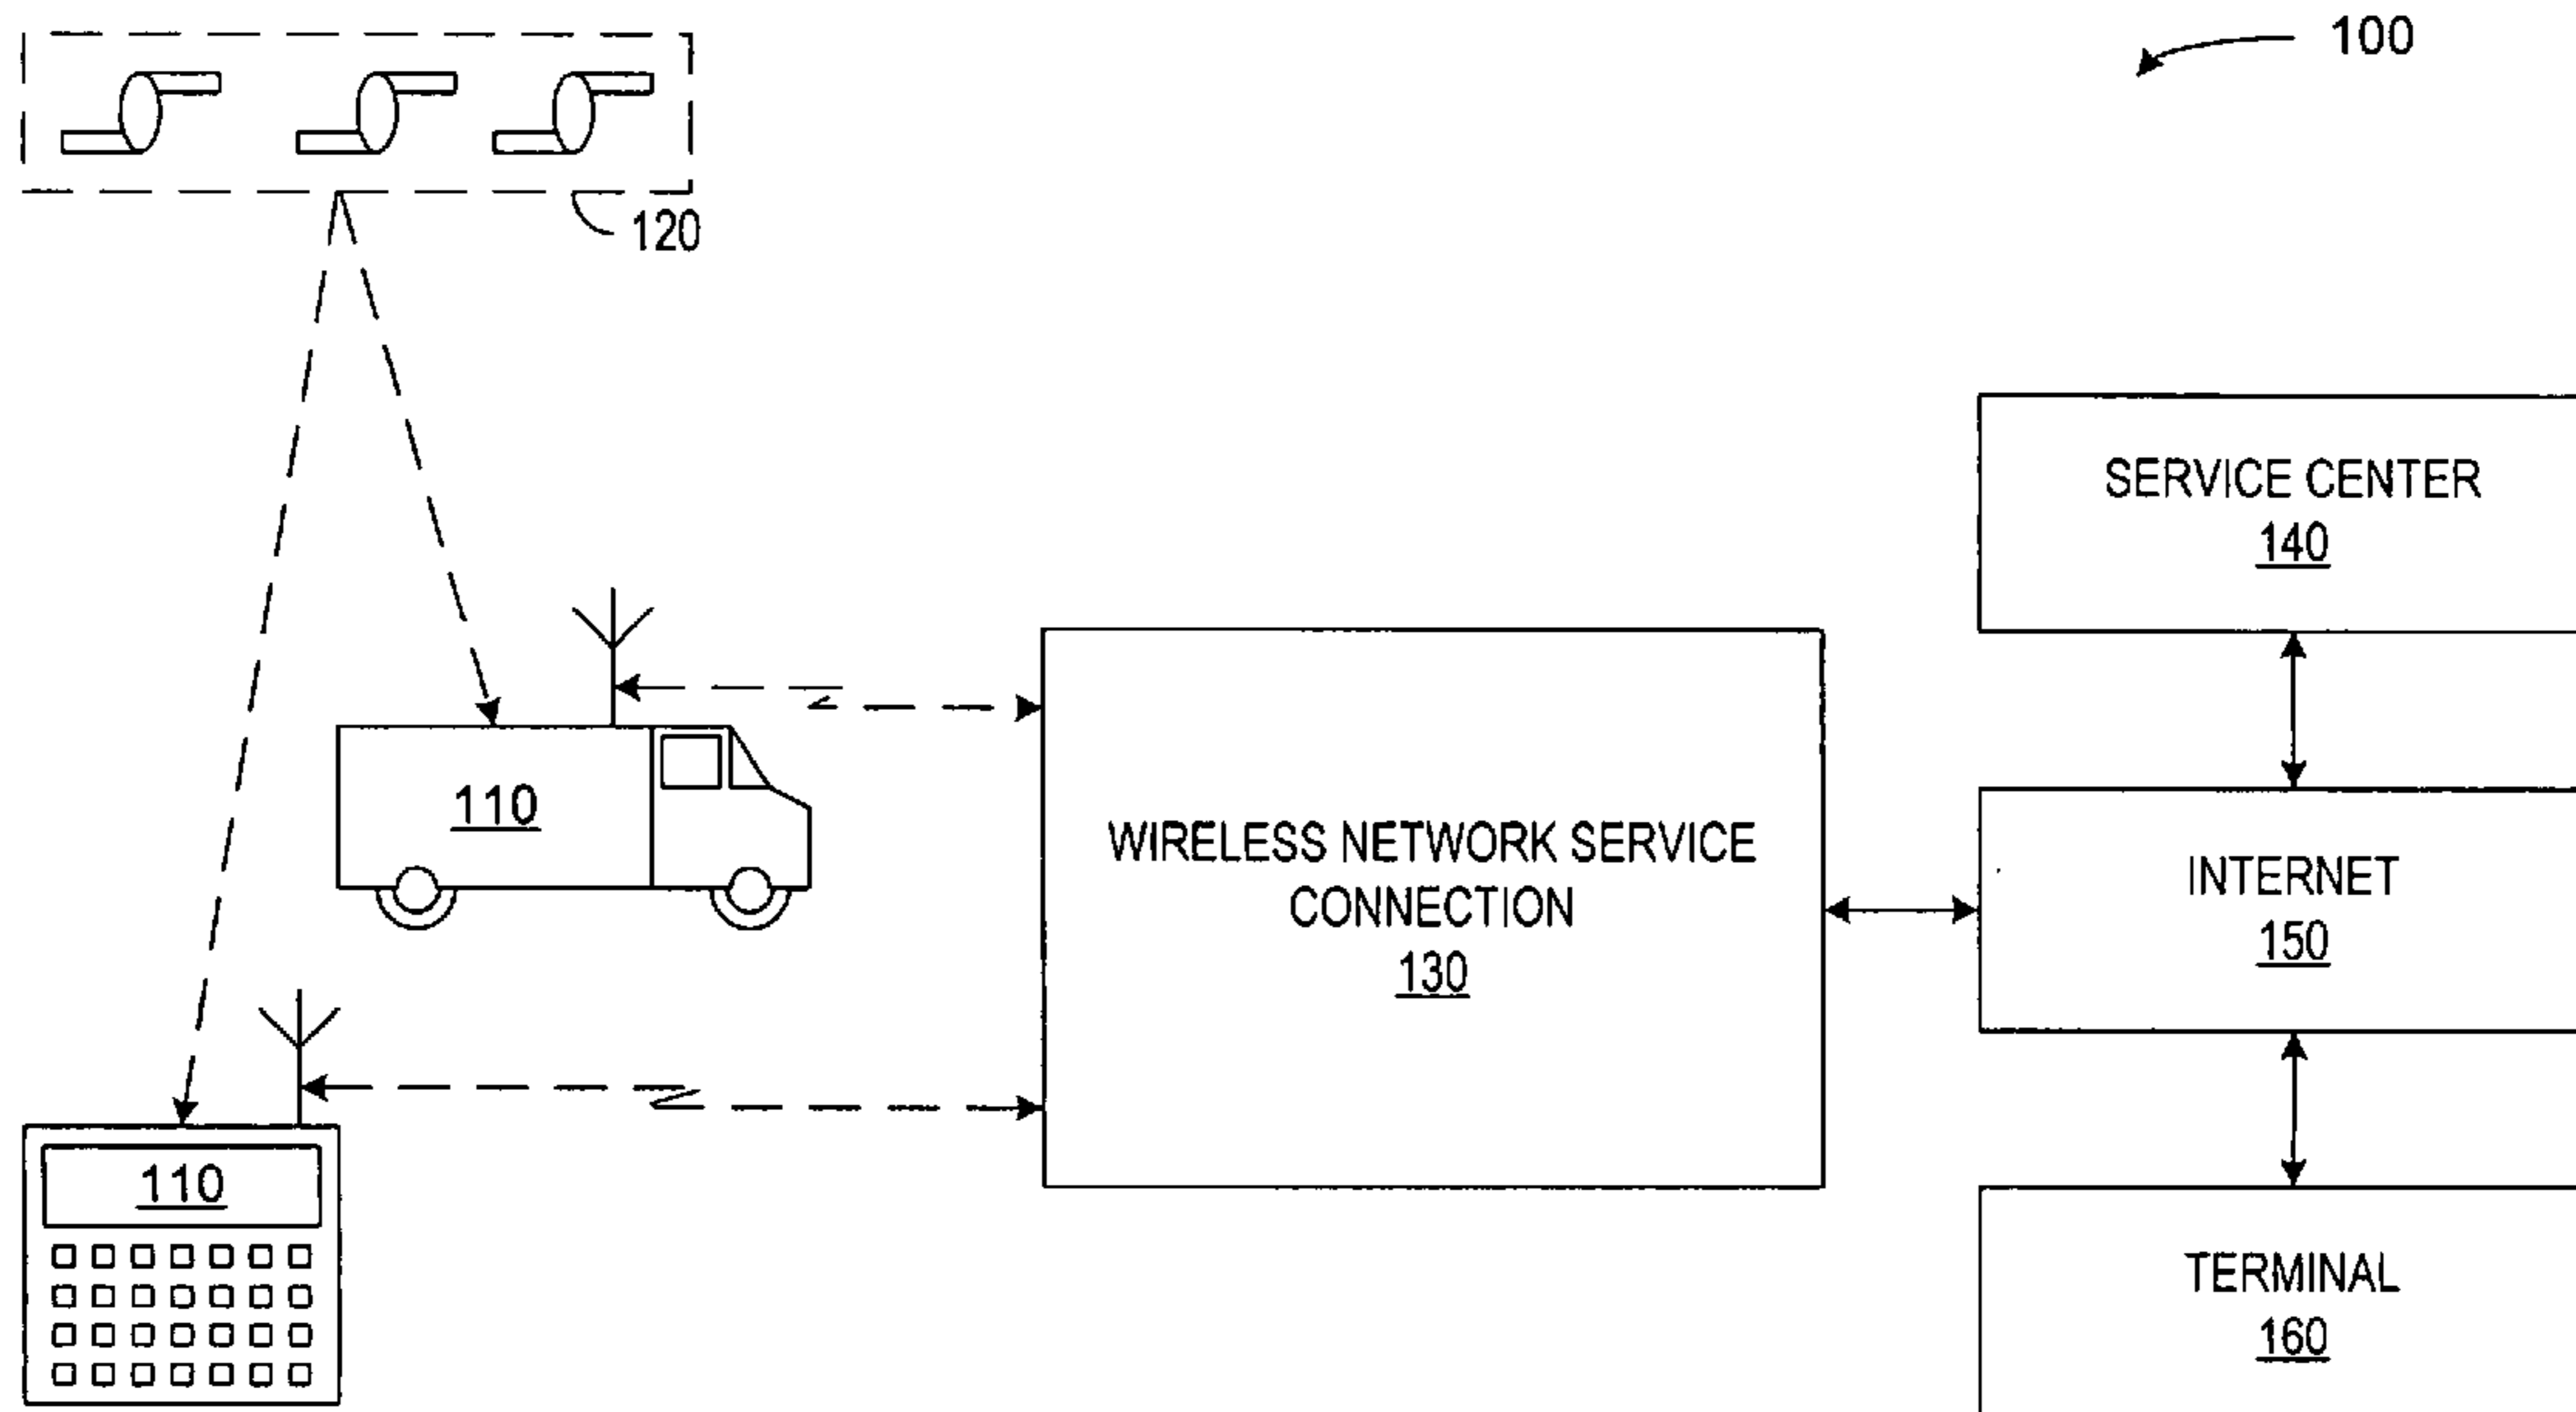 100
120
SERVICE CENTER
140
110
WIRELESS NETWORK SERVICE
CONNECTION
130
INTERNET
150
110
TERMINAL
160